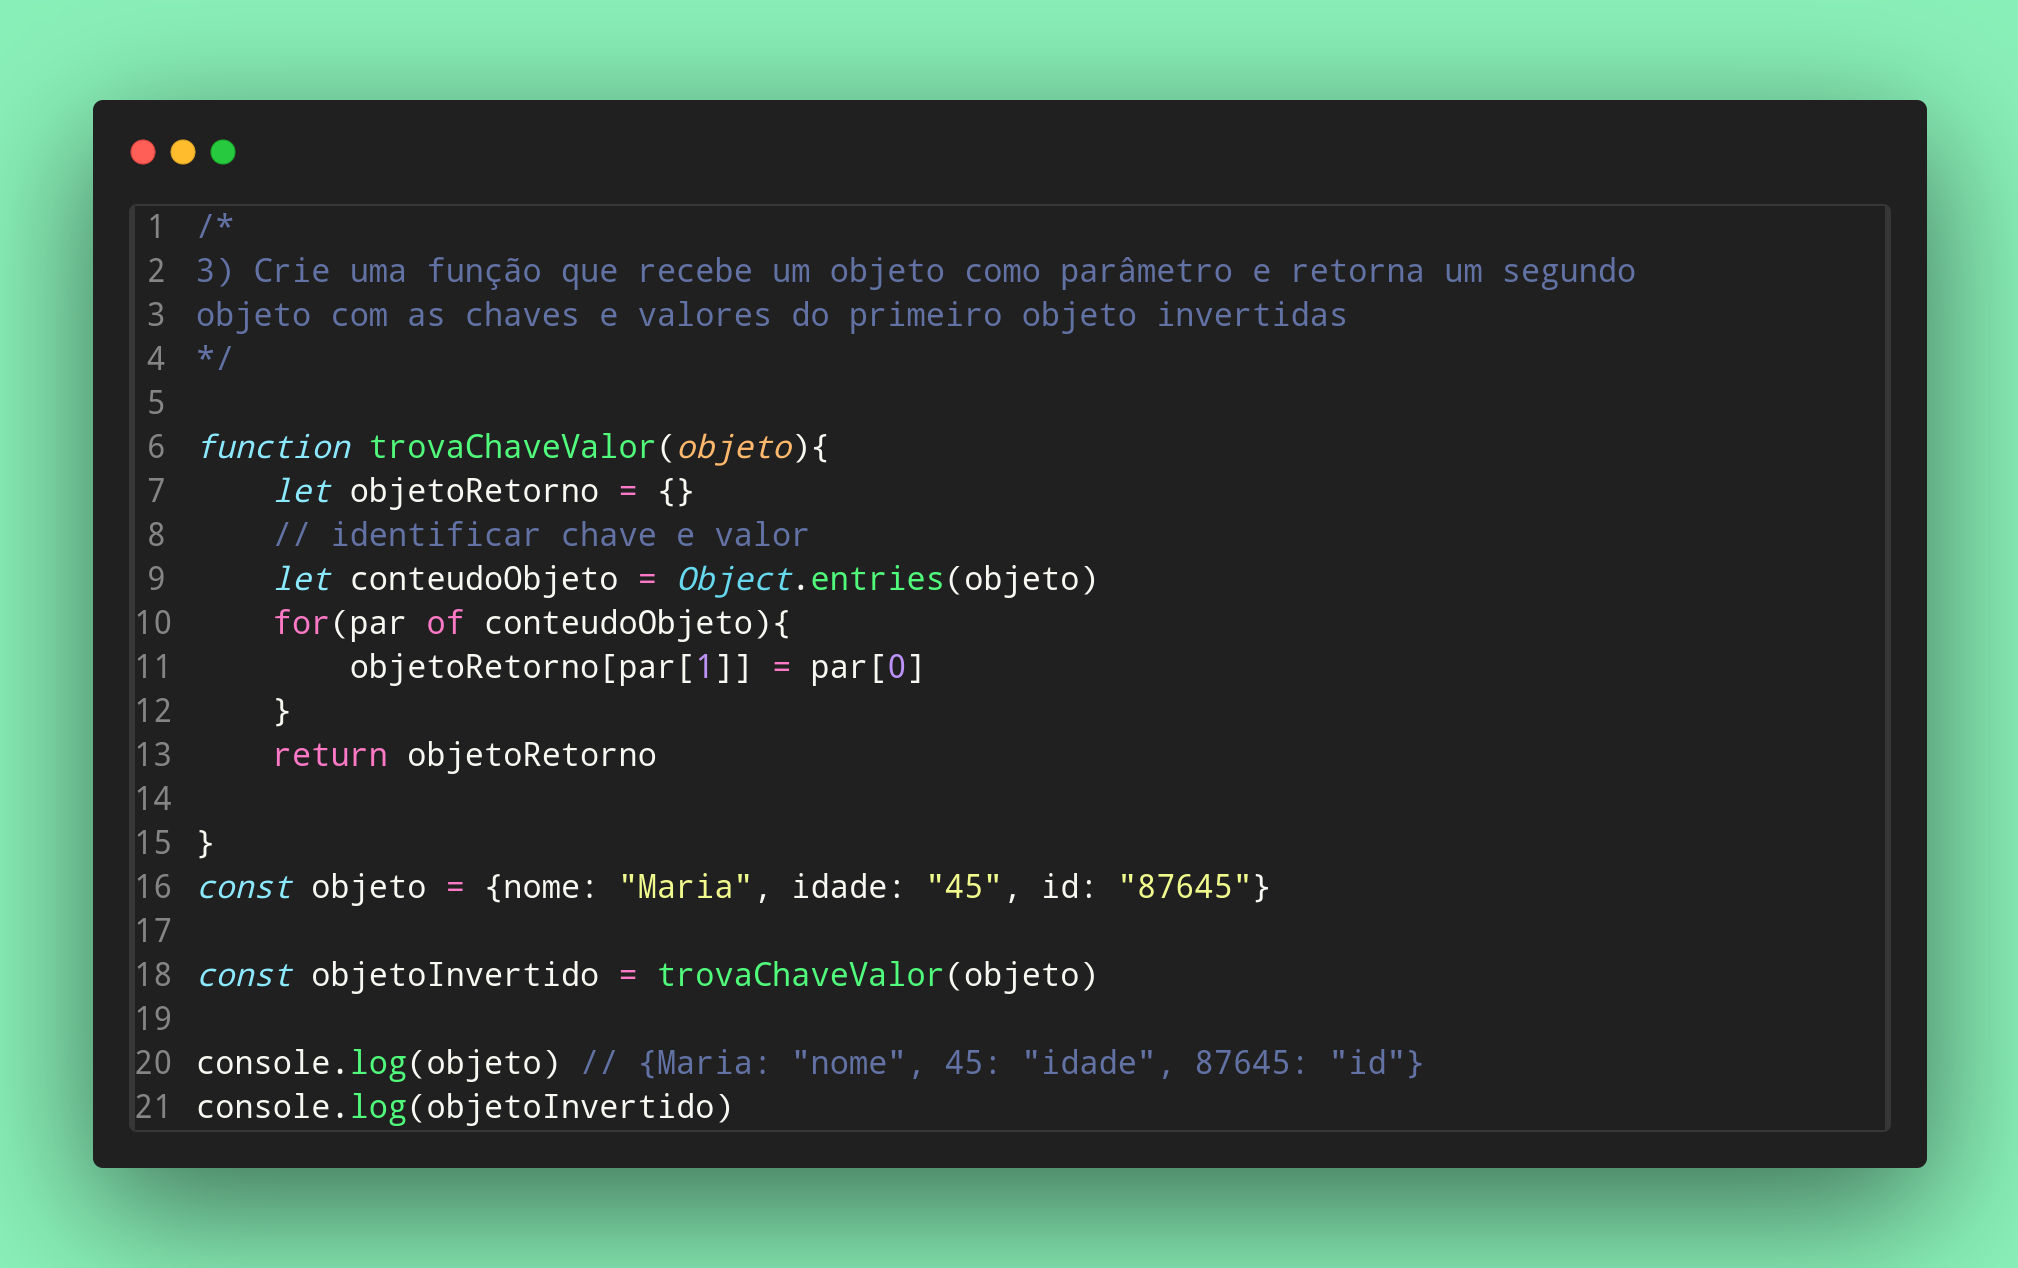 1 /*
2 3) Crie uma função que recebe um objeto como parâmetro e retorna um segundo
3 objeto com as chaves e valores do primeiro objeto invertidas
4 */
5
6 function trovaChaveValor(objeto){
7     let objetoRetorno = {}
8     // identificar chave e valor
9     let conteudoObjeto = Object.entries(objeto)
10     for(par of conteudoObjeto){
11         objetoRetorno[par[1]] = par[0]
12     }
13     return objetoRetorno
14
15 }
16 const objeto = {nome: "Maria", idade: "45", id: "87645"}
17
18 const objetoInvertido = trovaChaveValor(objeto)
19
20 console.log(objeto) // {Maria: "nome", 45: "idade", 87645: "id"}
21 console.log(objetoInvertido)